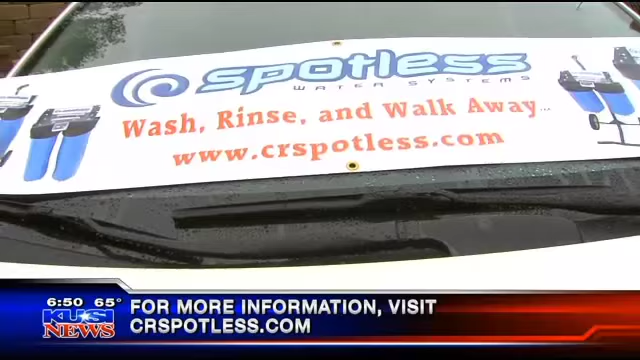 spotless
WATER SYSTEMS
Wash, Rinse, and Walk Away...
www.crspotless.com
6:50 65°
KUSI
NEWS
FOR MORE INFORMATION, VISIT
CRSPOTLESS.COM